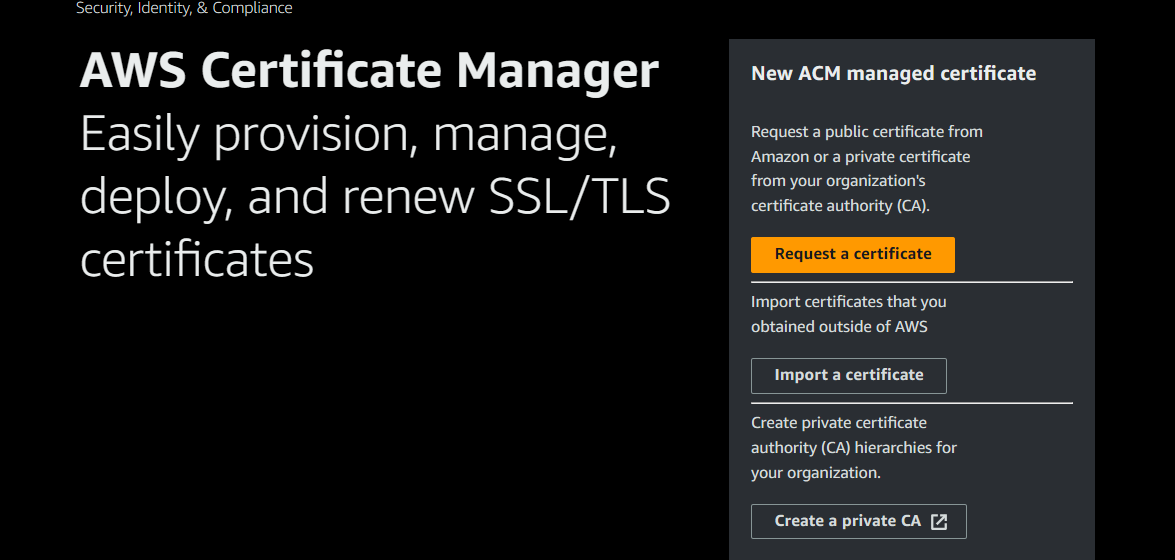 Security, Identity, & Compliance
AWS Certificate Manager
Easily provision, manage,
deploy, and renew SSL/TLS
certificates
New ACM managed certificate
Request a public certificate from
Amazon or a private certificate
from your organization's
certificate authority (CA).
Request a certificate
Import certificates that you
obtained outside of AWS
Import a certificate
Create private certificate
authority (CA) hierarchies for
your organization.
Create a private CA